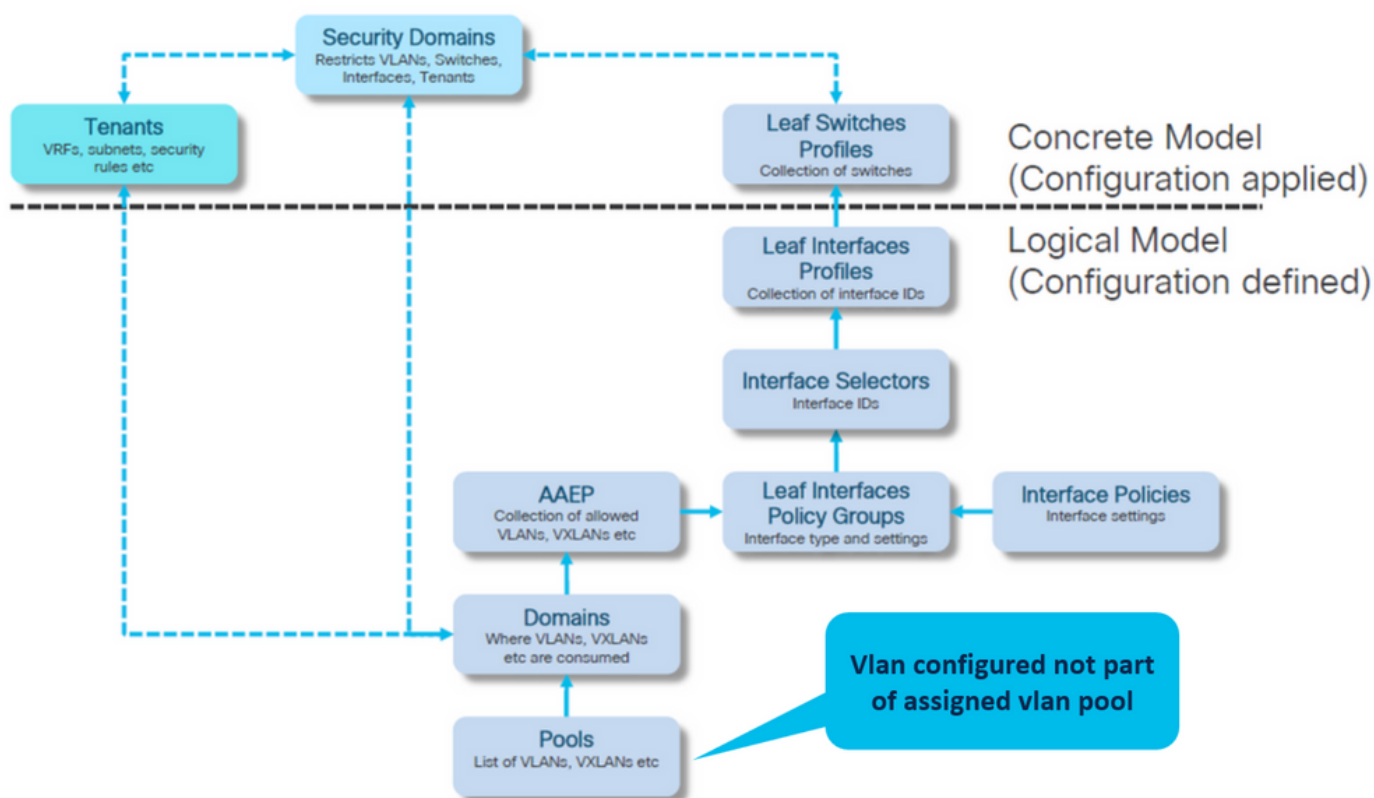 Security Domains
Restricts VLANs, Switches,
Interfaces, Tenants
Tenants
VRFs, subnets, security
rules etc
Leaf Switches
Profiles
Collection of switches
Concrete Model
(Configuration applied)
Logical Model
(Configuration defined)
Leaf Interfaces
Profiles
Collection of interface IDs
Interface Selectors
Interface IDs
AAEP
Collection of allowed
VLANs, VXLANs etc
Leaf Interfaces
Policy Groups
Interface type and settings
Interface Policies
Interface settings
Domains
Where VLANs, VXLANs
etc are consumed
Vlan configured not part
of assigned vlan pool
Pools
List of VLANs, VXLANs etc